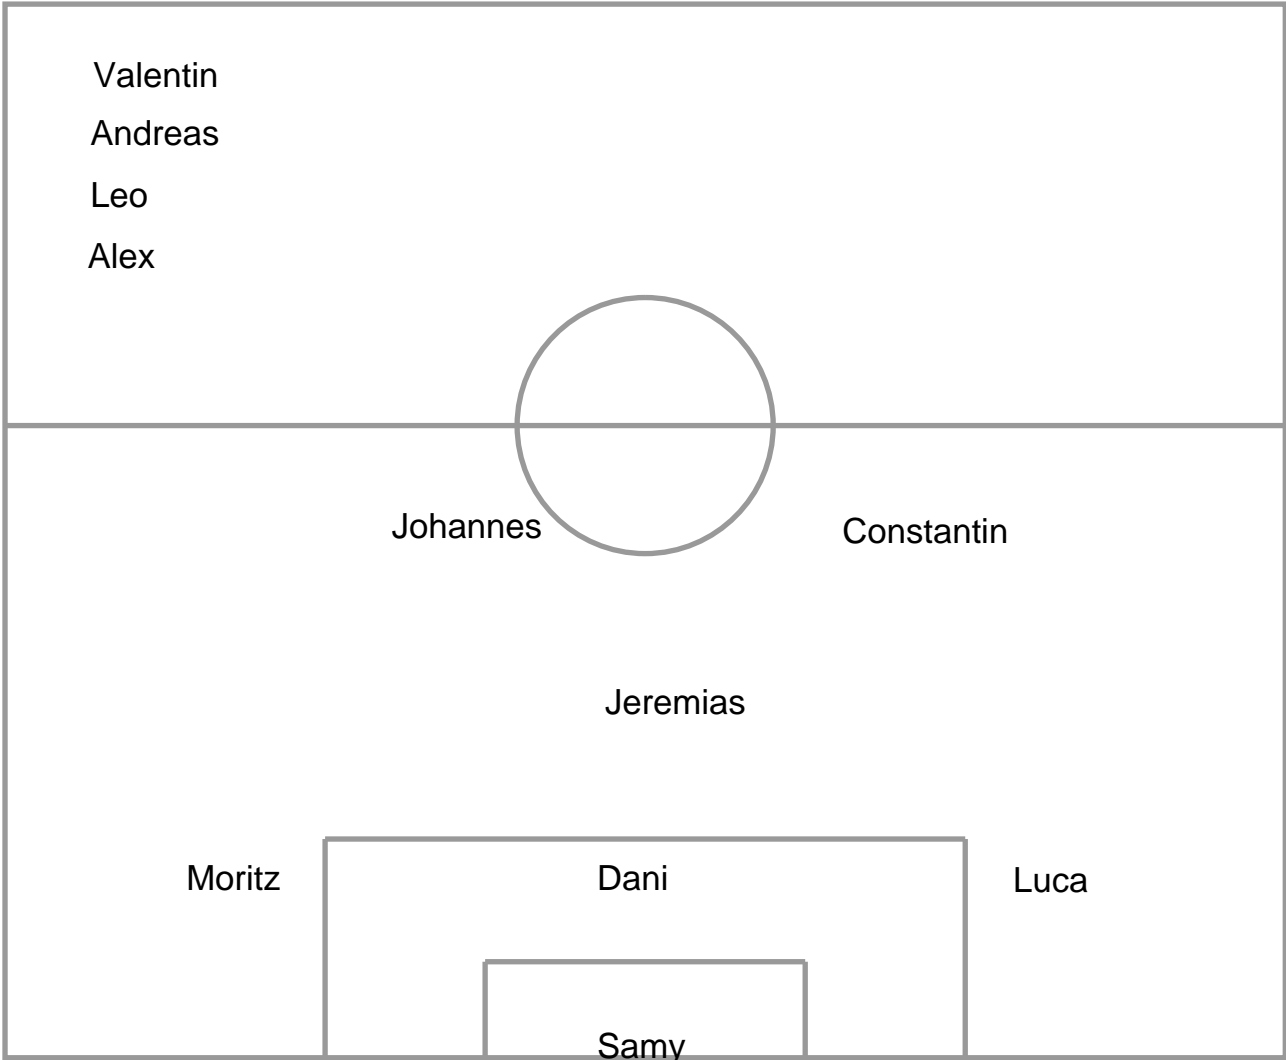 Valentin
Andreas
Leo
Alex
Johannes Constantin
Jeremias
Moritz Dani Luca
Samy